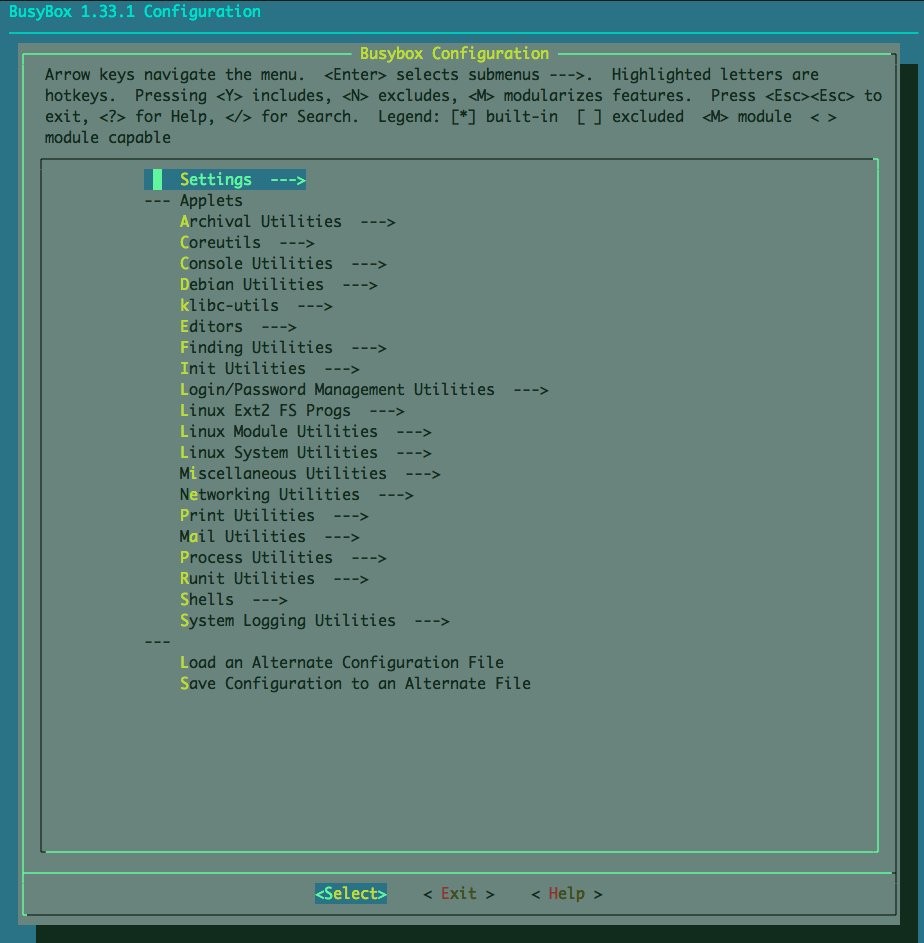 BusyBox 1.33.1 Configuration
Busybox Configuration
Arrow keys navigate the menu.  <Enter> selects submenus --->.  Highlighted letters are
hotkeys.  Pressing <Y> includes, <N> excludes, <M> modularizes features.  Press <Esc><Esc> to
exit, <?> for Help, </> for Search.  Legend: [*] built-in  [ ] excluded  <M> module  < >
module capable
Settings  --->
--- Applets
Archival Utilities  --->
Coreutils  --->
Console Utilities  --->
Debian Utilities  --->
klibc-utils  --->
Editors  --->
Finding Utilities  --->
Init Utilities  --->
Login/Password Management Utilities  --->
Linux Ext2 FS Progs  --->
Linux Module Utilities  --->
Linux System Utilities  --->
Miscellaneous Utilities  --->
Networking Utilities  --->
Print Utilities  --->
Mail Utilities  --->
Process Utilities  --->
Runit Utilities  --->
Shells  --->
System Logging Utilities  --->
---
Load an Alternate Configuration File
Save Configuration to an Alternate File
<Select>    < Exit >    < Help >